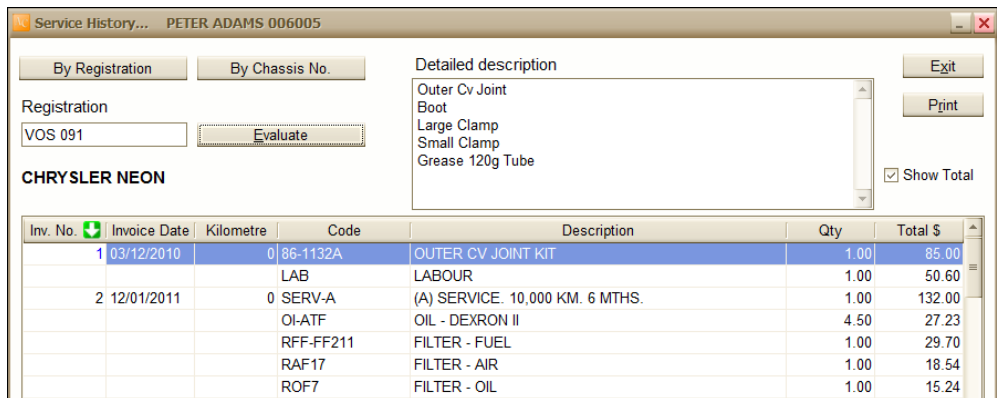 Service History... PETER ADAMS 006005
By Registration By Chassis No. Detailed description Exit
Outer Cv Joint
Boot
Large Clamp
Small Clamp
Grease 120g Tube
Registration Print
VOS 091 Evaluate
CHRYSLER NEON Show Total
Inv. No. Invoice Date Kilometre Code Description Qty Total $
1 03/12/2010 0 86-1132A OUTER CV JOINT KIT 1.00 85.00
LAB LABOUR 1.00 50.60
2 12/01/2011 0 SERV-A (A) SERVICE. 10,000 KM. 6 MTHS. 1.00 132.00
OI-ATF OIL - DEXRON II 4.50 27.23
RFF-FF211 FILTER - FUEL 1.00 29.70
RAF17 FILTER - AIR 1.00 18.54
ROF7 FILTER - OIL 1.00 15.24